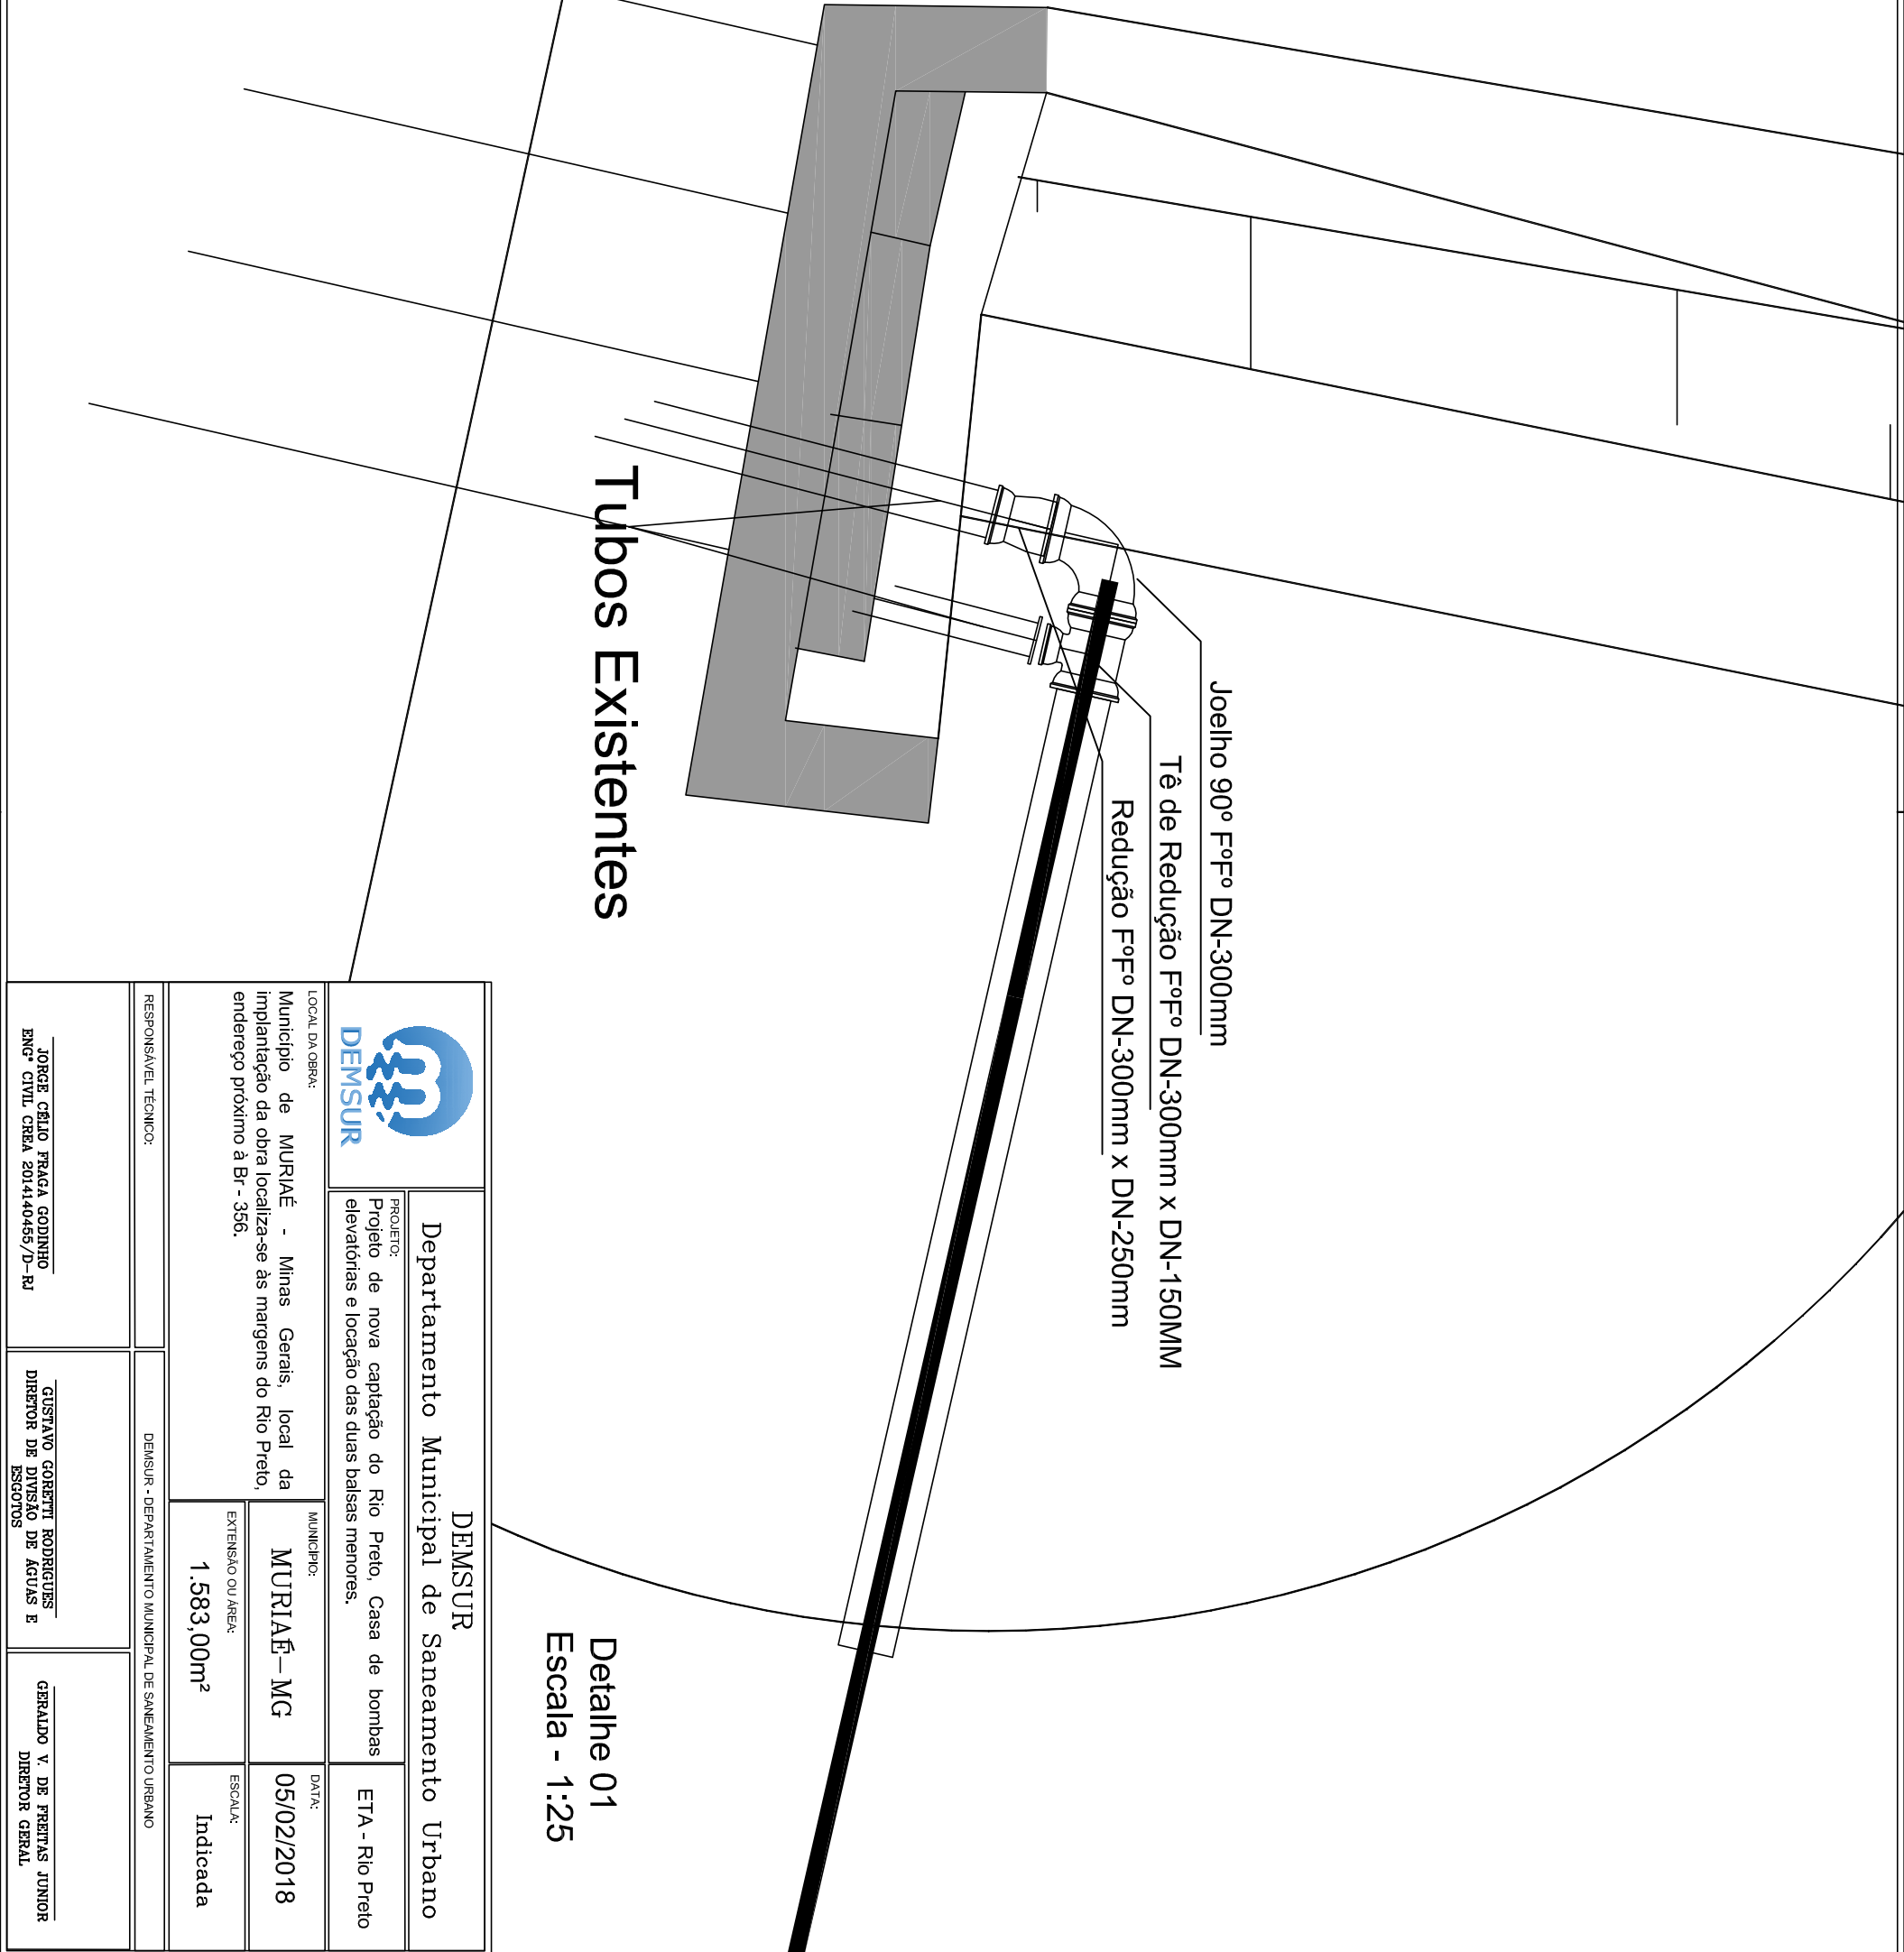 Joelho 90º FºFº DN-300mm
Tê de Redução FºFº DN-300mm x DN-150MM
Redução FºFº DN-300mm x DN-250mm
Tubos Existentes
Detalhe 01
Escala - 1:25
DEMSUR
DEMSUR
Departamento Municipal de Saneamento Urbano
PROJETO:
Projeto de nova captação do Rio Preto, Casa de bombas
elevatórias e locação das duas balsas menores.
ETA - Rio Preto
LOCAL DA OBRA:
Município de MURIAÉ - Minas Gerais, local da
implantação da obra localiza-se às margens do Rio Preto,
endereço próximo à Br - 356.
MUNICÍPIO:
MURIAÉ-MG
DATA:
05/02/2018
EXTENSÃO OU ÁREA:
1.583,00m²
ESCALA:
Indicada
RESPONSÁVEL TÉCNICO:
DEMSUR - DEPARTAMENTO MUNICIPAL DE SANEAMENTO URBANO
JORGE CÉLIO FRAGA GODINHO
ENGº CIVIL CREA 2014140455/D-RJ
GUSTAVO GORETTI RODRIGUES
DIRETOR DE DIVISÃO DE ÁGUAS E
ESGOTOS
GERALDO V. DE FREITAS JUNIOR
DIRETOR GERAL